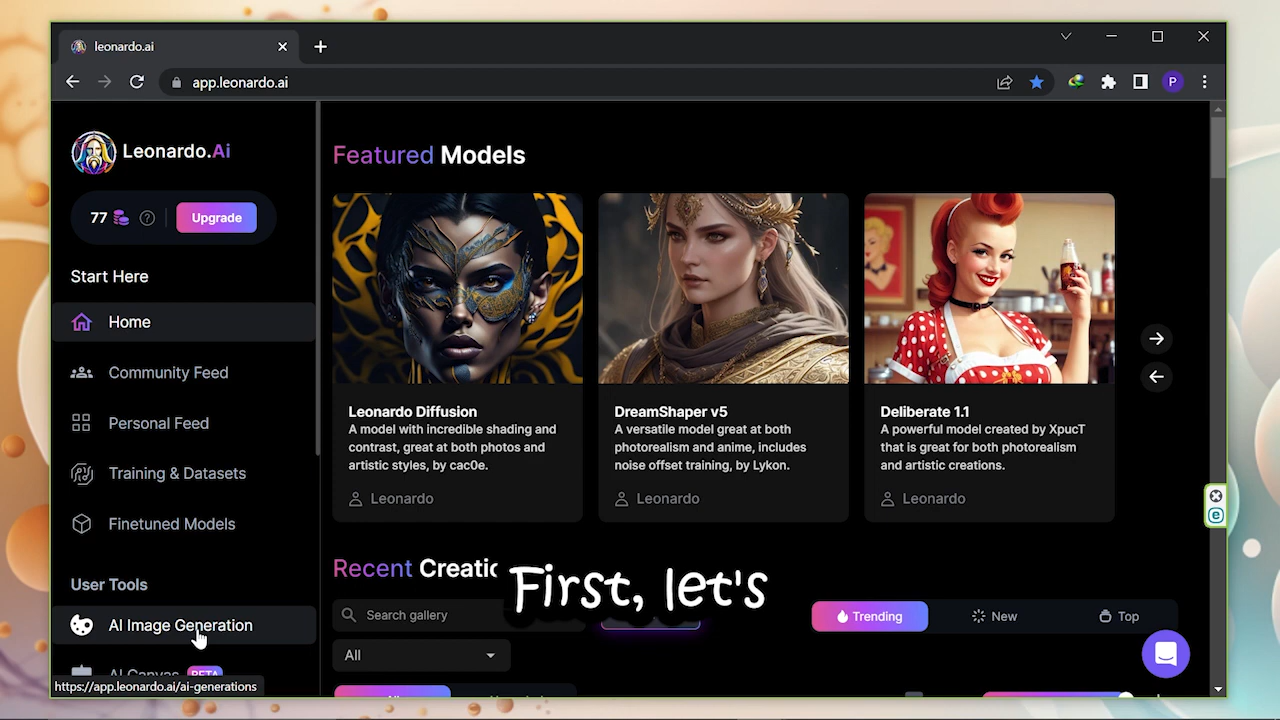 leonardo.ai
app.leonardo.ai
P
Leonardo.Ai
77
Upgrade
Start Here
Home
Community Feed
Personal Feed
Training & Datasets
Finetuned Models
User Tools
AI Image Generation
AI Canvas BETA
https://app.leonardo.ai/ai-generations
Featured Models
Leonardo Diffusion
A model with incredible shading and
contrast, great at both photos and
artistic styles, by cac0e.
Leonardo
DreamShaper v5
A versatile model great at both
photorealism and anime, includes
noise offset training, by Lykon.
Leonardo
Deliberate 1.1
A powerful model created by XpucT
that is great for both photorealism
and artistic creations.
Leonardo
Recent
First, let's
Search gallery
Trending
New
Top
All